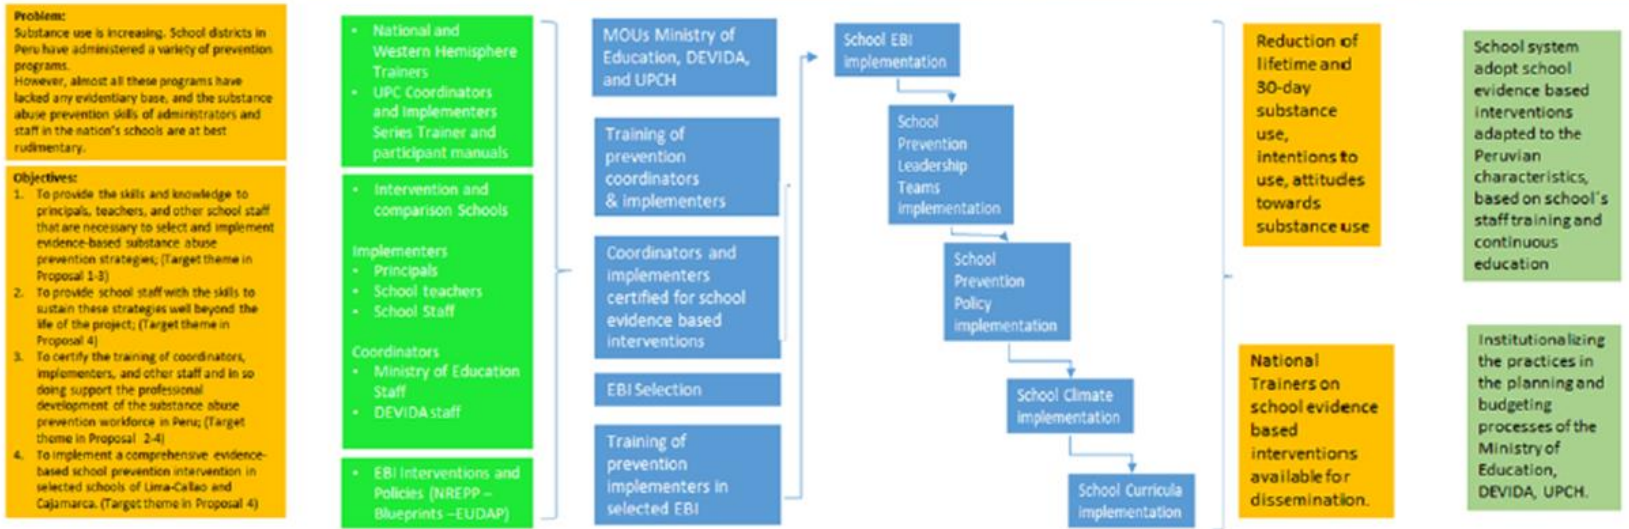 Problem:
Substance use is increasing. School districts in
Peru have administered a variety of prevention
programs.
However, almost all these programs have
lacked any evidentiary base, and the substance
abuse prevention skills of administrators and
staff in the nation's schools are at best
rudimentary.
Objectives:
1. To provide the skills and knowledge to
principals, teachers, and other school staff
that are necessary to select and implement
evidence-based substance abuse
prevention strategies; (Target theme in
Proposal 1-3)
2. To provide school staff with the skills to
sustain these strategies well beyond the
life of the project; (Target theme in
Proposal 4)
3. To certify the training of coordinators,
implementers, and other staff and in so
doing support the professional
development of the substance abuse
prevention workforce in Peru; (Target
theme in Proposal 2-4)
4. To implement a comprehensive evidence-
based school prevention intervention in
selected schools of Lima-Callao and
Cajamarca. (Target theme in Proposal 4)
• National and
Western Hemisphere
Trainers
• UPC Coordinators
and Implementers
Series Trainer and
participant manuals
• Intervention and
comparison Schools
Implementers
• Principals
• School teachers
• School Staff
Coordinators
• Ministry of Education
Staff
• DEVIDA staff
• EBI Interventions and
Policies (NREPP –
Blueprints –EUDAP)
MOUs Ministry of
Education, DEVIDA,
and UPCH
Training of
prevention
coordinators
& implementers
Coordinators and
implementers
certified for school
evidence based
interventions
EBI Selection
Training of
prevention
implementers in
selected EBI
School EBI
implementation
School
Prevention
Leadership
Teams
implementation
School
Prevention
Policy
implementation
School Climate
implementation
School Curricula
implementation
Reduction of
lifetime and
30-day
substance
use,
intentions to
use, attitudes
towards
substance use
National
Trainers on
school evidence
based
interventions
available for
dissemination.
School system
adopt school
evidence based
interventions
adapted to the
Peruvian
characteristics,
based on school´s
staff training and
continuous
education
Institutionalizing
the practices in
the planning and
budgeting
processes of the
Ministry of
Education,
DEVIDA, UPCH.